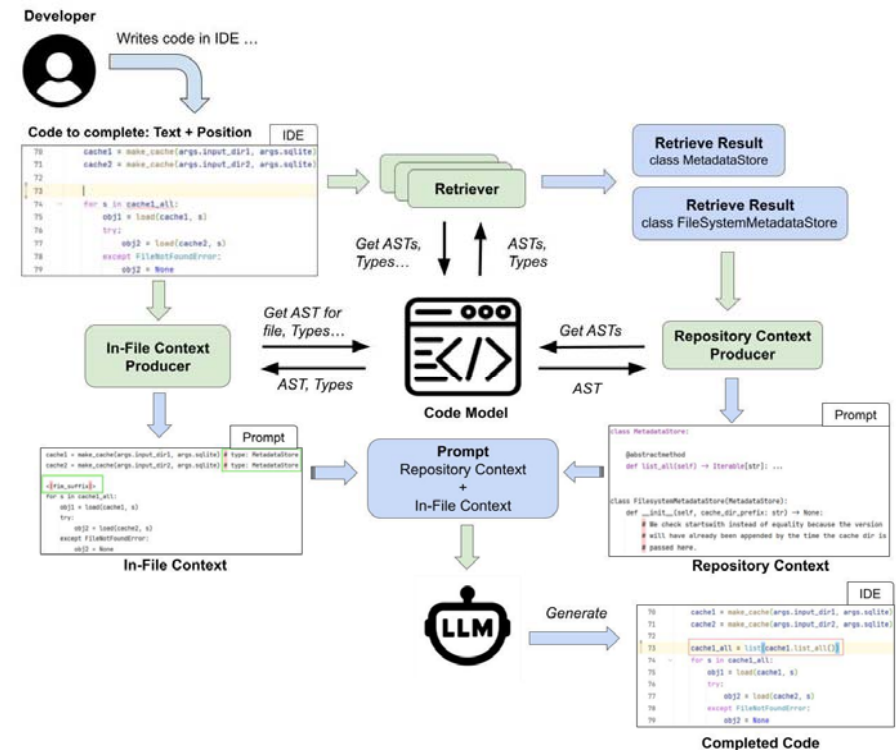 Developer
Writes code in IDE ...
Code to complete: Text + Position
IDE
70 cache1 = make_cache(args.input_dir1, args.sqlite)
71 cache2 = make_cache(args.input_dir2, args.sqlite)
72
73
74 for s in cache1_all:
75 obj1 = load(cache1, s)
76 try:
77 obj2 = load(cache2, s)
78 except FileNotFoundError:
79 obj2 = None
Retriever
Retrieve Result
class MetadataStore
Retrieve Result
class FileSystemMetadataStore
Get ASTs,
Types...
ASTs,
Types
In-File Context
Producer
Get AST for
file, Types...
AST, Types
Code Model
Get ASTs
AST
Repository Context
Producer
Prompt
cache1 = make_cache(args.input_dir1, args.sqlite) # type: MetadataStore
cache2 = make_cache(args.input_dir2, args.sqlite) # type: MetadataStore
<|fim_suffix|>
for s in cache1_all:
obj1 = load(cache1, s)
try:
obj2 = load(cache2, s)
except FileNotFoundError:
obj2 = None
In-File Context
Prompt
Repository Context
+
In-File Context
Prompt
class MetadataStore:
@abstractmethod
def list_all(self) -> Iterable[str]: ...
class FilesystemMetadataStore(MetadataStore):
def __init__(self, cache_dir_prefix: str) -> None:
# We check startswith instead of equality because the version
# will have already been appended by the time the cache dir is
# passed here.
Repository Context
LLM
Generate
IDE
70 cache1 = make_cache(args.input_dir1, args.sqlite)
71 cache2 = make_cache(args.input_dir2, args.sqlite)
72
73 cache1_all = list(cache1.list_all())
74 for s in cache1_all:
75 obj1 = load(cache1, s)
76 try:
77 obj2 = load(cache2, s)
78 except FileNotFoundError:
79 obj2 = None
Completed Code